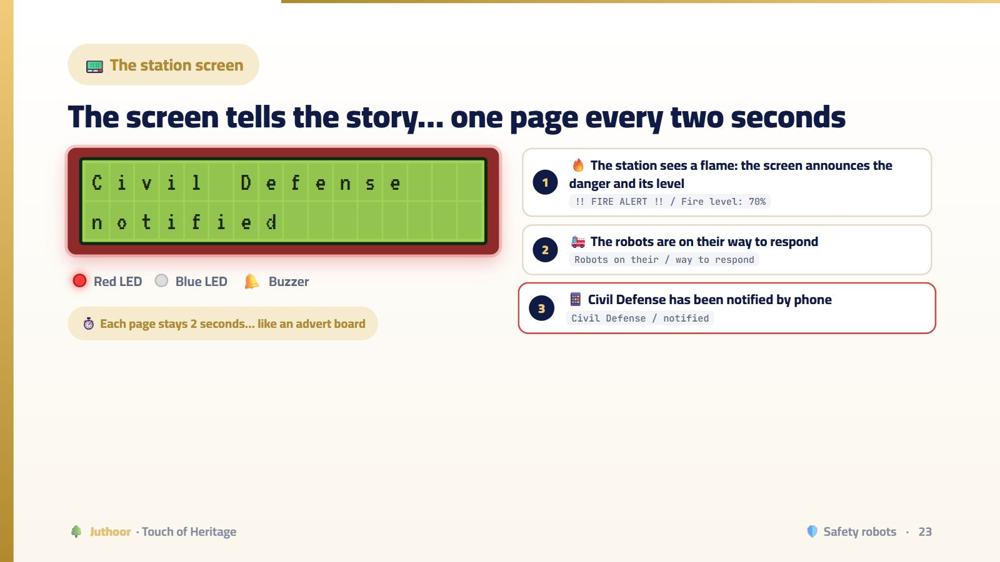 The station screen
The screen tells the story... one page every two seconds
Civil Defense
notified
Red LED
Blue LED
Buzzer
Each page stays 2 seconds... like an advert board
1
The station sees a flame: the screen announces the
danger and its level
!! FIRE ALERT !! / Fire level: 70%
2
The robots are on their way to respond
Robots on their / way to respond
3
Civil Defense has been notified by phone
Civil Defense / notified
Juthoor · Touch of Heritage
Safety robots · 23